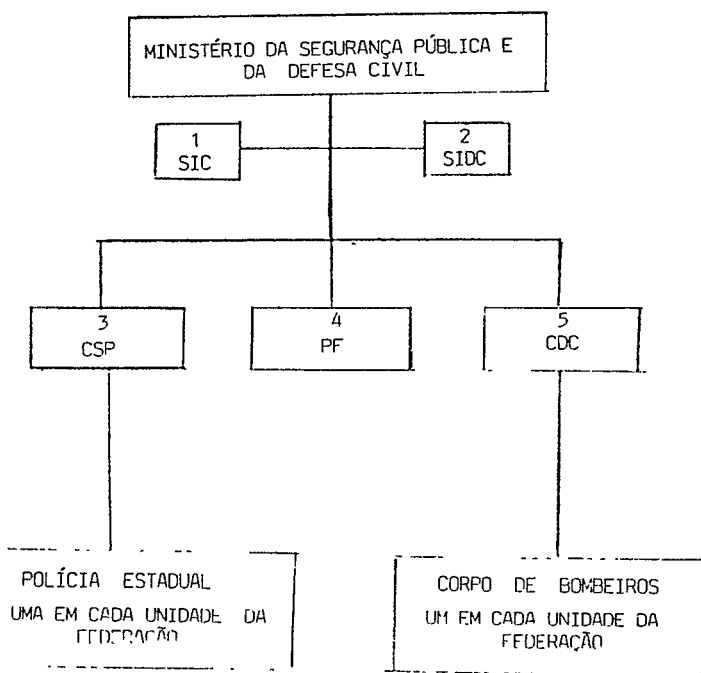 MINISTÉRIO DA SEGURANÇA PÚBLICA E
DA DEFESA CIVIL
1
SIC
2
SIDC
3
CSP
4
PF
5
CDC
POLÍCIA ESTADUAL
UMA EM CADA UNIDADE DA
FEDERAÇÃO
CORPO DE BOMBEIROS
UM EM CADA UNIDADE DA
FEDERAÇÃO